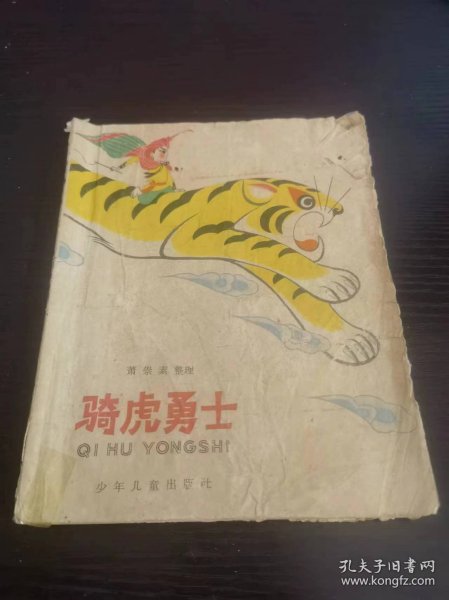 萧崇素 整理
骑虎勇士
QI HU YONGSHI
少年儿童出版社
孔夫子旧书网
www.kongfz.com